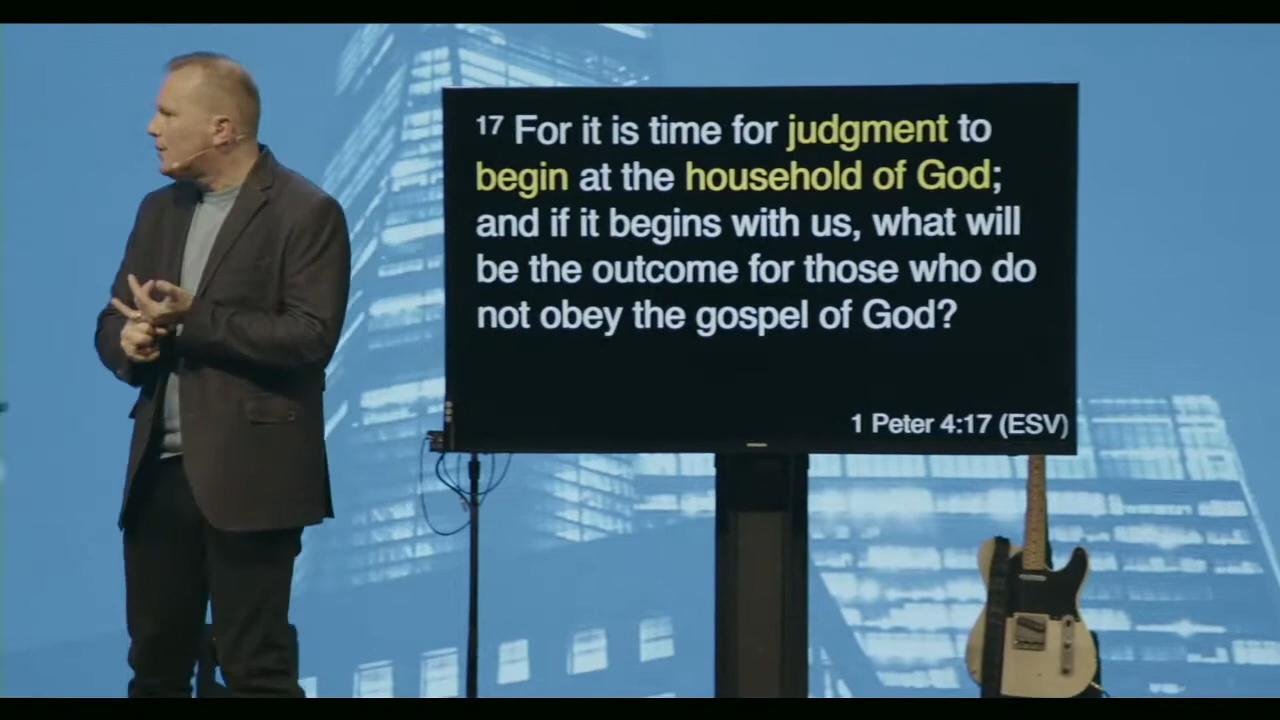 17 For it is time for judgment to
begin at the household of God;
and if it begins with us, what will
be the outcome for those who do
not obey the gospel of God?
1 Peter 4:17 (ESV)